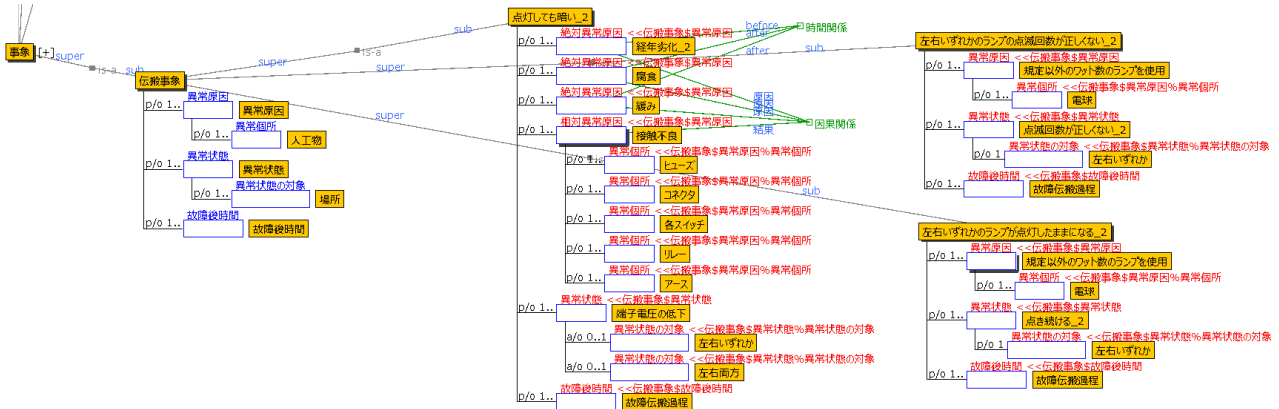 事象
[+]
super
is-a
sub
伝搬事象
異常原因
p/o 1..
異常原因
異常個所
p/o 1..
人工物
異常状態
p/o 1..
異常状態
異常状態の対象
p/o 1..
場所
故障後時間
p/o 1..
故障後時間
is-a
sub
super
super
super
点灯しても暗い_2
絶対異常原因 <<伝搬事象$異常原因
p/o 1..
経年劣化_2
絶対異常原因 <<伝搬事象$異常原因
p/o 1..
腐食
絶対異常原因 <<伝搬事象$異常原因
p/o 1..
緩み
相対異常原因 <<伝搬事象$異常原因
p/o 1..
接触不良
異常個所 <<伝搬事象$異常原因%異常個所
p/o 1..
ヒューズ
異常個所 <<伝搬事象$異常原因%異常個所
p/o 1..
コネクタ
異常個所 <<伝搬事象$異常原因%異常個所
p/o 1..
各スイッチ
異常個所 <<伝搬事象$異常原因%異常個所
p/o 1..
リレー
異常個所 <<伝搬事象$異常原因%異常個所
p/o 1..
アース
異常状態 <<伝搬事象$異常状態
p/o 1..
端子電圧の低下
異常状態の対象 <<伝搬事象$異常状態%異常状態の対象
a/o 0..1
左右いずれか
異常状態の対象 <<伝搬事象$異常状態%異常状態の対象
a/o 0..1
左右両方
故障後時間 <<伝搬事象$故障後時間
p/o 1..
故障伝搬過程
before
after
after
時間関係
原因
原因
原因
結果
因果関係
sub
左右いずれかのランプの点滅回数が正しくない_2
異常原因 <<伝搬事象$異常原因
p/o 1..
規定以外のワット数のランプを使用
異常個所 <<伝搬事象$異常原因%異常個所
p/o 1..
電球
異常状態 <<伝搬事象$異常状態
p/o 1..
点滅回数が正しくない_2
異常状態の対象 <<伝搬事象$異常状態%異常状態の対象
p/o 1
左右いずれか
故障後時間 <<伝搬事象$故障後時間
p/o 1..
故障伝搬過程
sub
左右いずれかのランプが点灯したままになる_2
異常原因 <<伝搬事象$異常原因
p/o 1..
規定以外のワット数のランプを使用
異常個所 <<伝搬事象$異常原因%異常個所
p/o 1..
電球
異常状態 <<伝搬事象$異常状態
p/o 1..
点き続ける_2
異常状態の対象 <<伝搬事象$異常状態%異常状態の対象
p/o 1
左右いずれか
故障後時間 <<伝搬事象$故障後時間
p/o 1..
故障伝搬過程